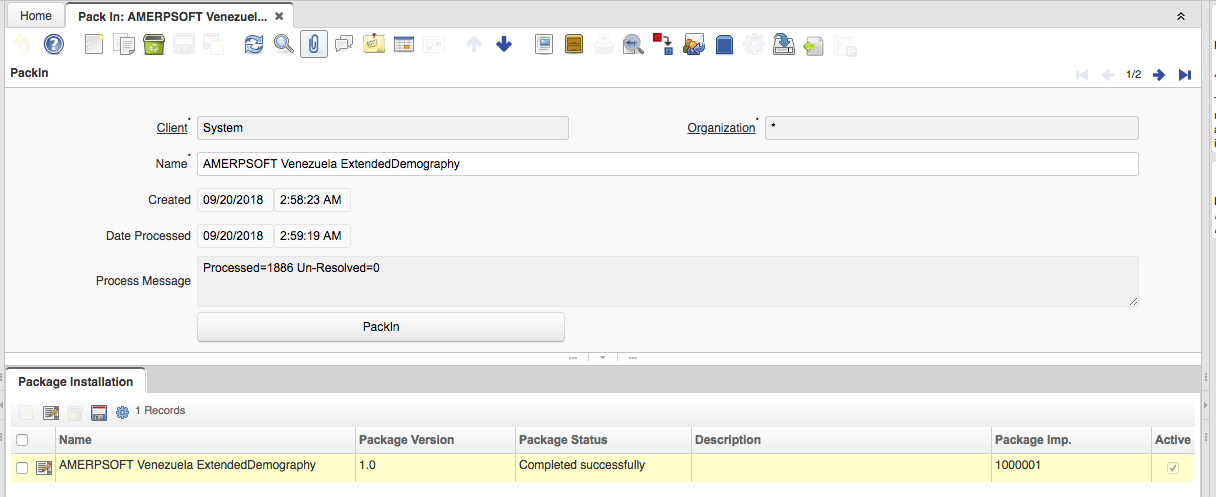 Home
Pack In: AMERPSOFT Venezuel...
PackIn
1/2
Client* System
Organization* *
Name* AMERPSOFT Venezuela ExtendedDemography
Created 09/20/2018 2:58:23 AM
Date Processed 09/20/2018 2:59:19 AM
Process Message Processed=1886 Un-Resolved=0
PackIn
Package Installation
1 Records
Name Package Version Package Status Description Package Imp. Active
AMERPSOFT Venezuela ExtendedDemography 1.0 Completed successfully 1000001